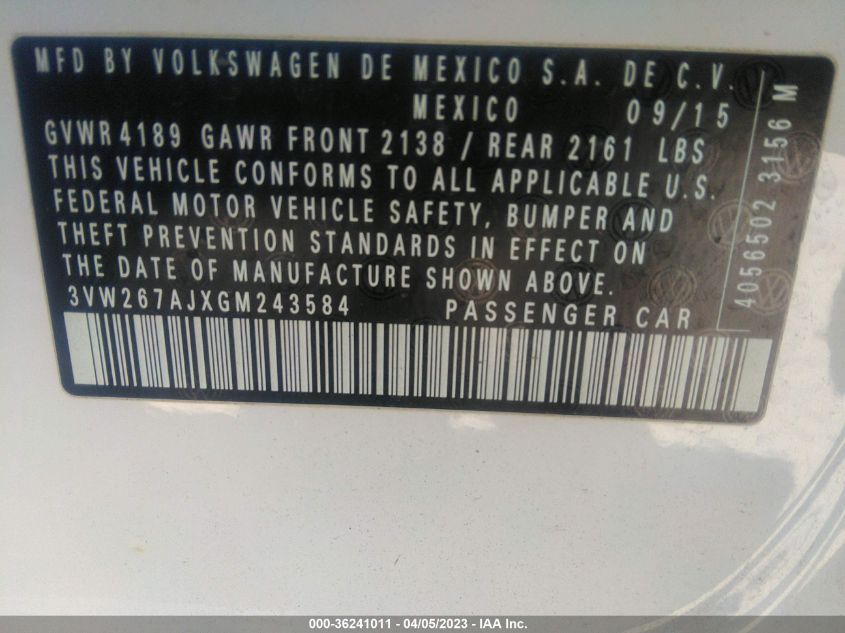 MFD BY VOLKSWAGEN DE MEXICO S.A. DE C.V.
MEXICO 09/15
GVWR 4189 GAWR FRONT 2138 / REAR 2161 LBS
THIS VEHICLE CONFORMS TO ALL APPLICABLE U.S.
FEDERAL MOTOR VEHICLE SAFETY, BUMPER AND
THEFT PREVENTION STANDARDS IN EFFECT ON
THE DATE OF MANUFACTURE SHOWN ABOVE.
3VW267AJXGM243584 PASSENGER CAR
4056502 3156 M
000-36241011 - 04/05/2023 - IAA Inc.